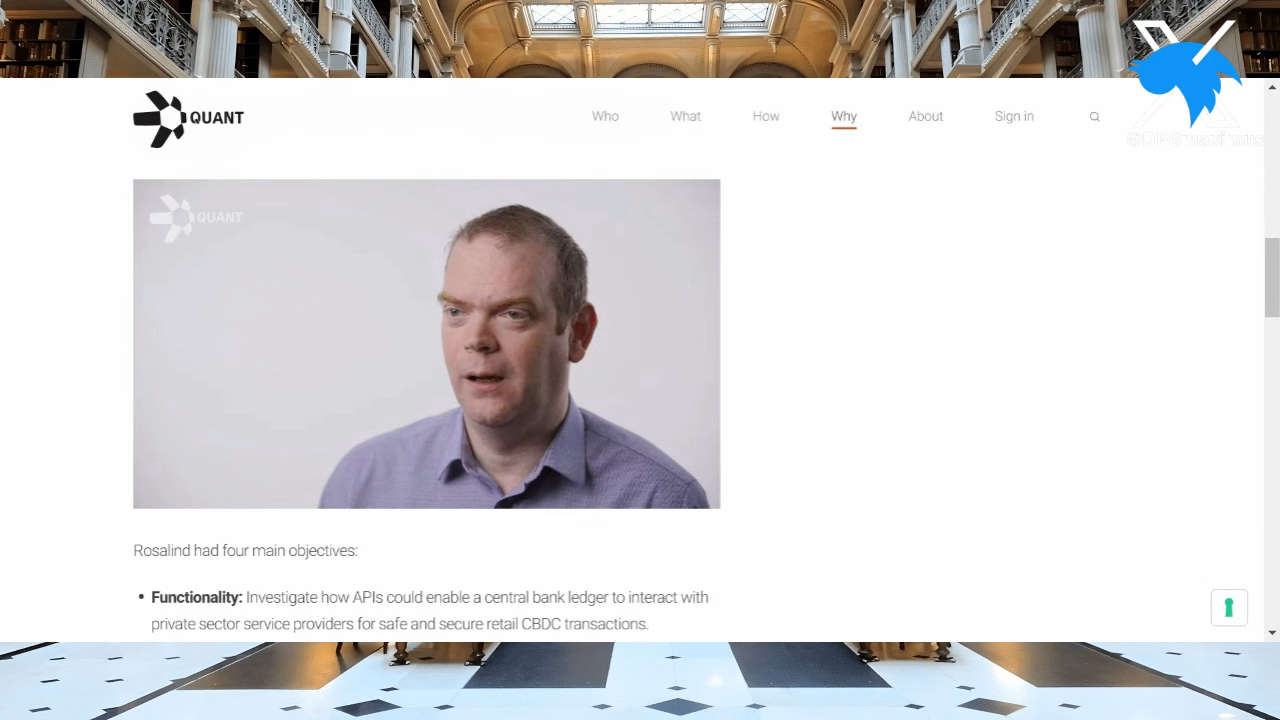 QUANT
Who
What
How
Why
About
Sign in
@DPGmaximus
QUANT
Rosalind had four main objectives:
• Functionality: Investigate how APIs could enable a central bank ledger to interact with
private sector service providers for safe and secure retail CBDC transactions.